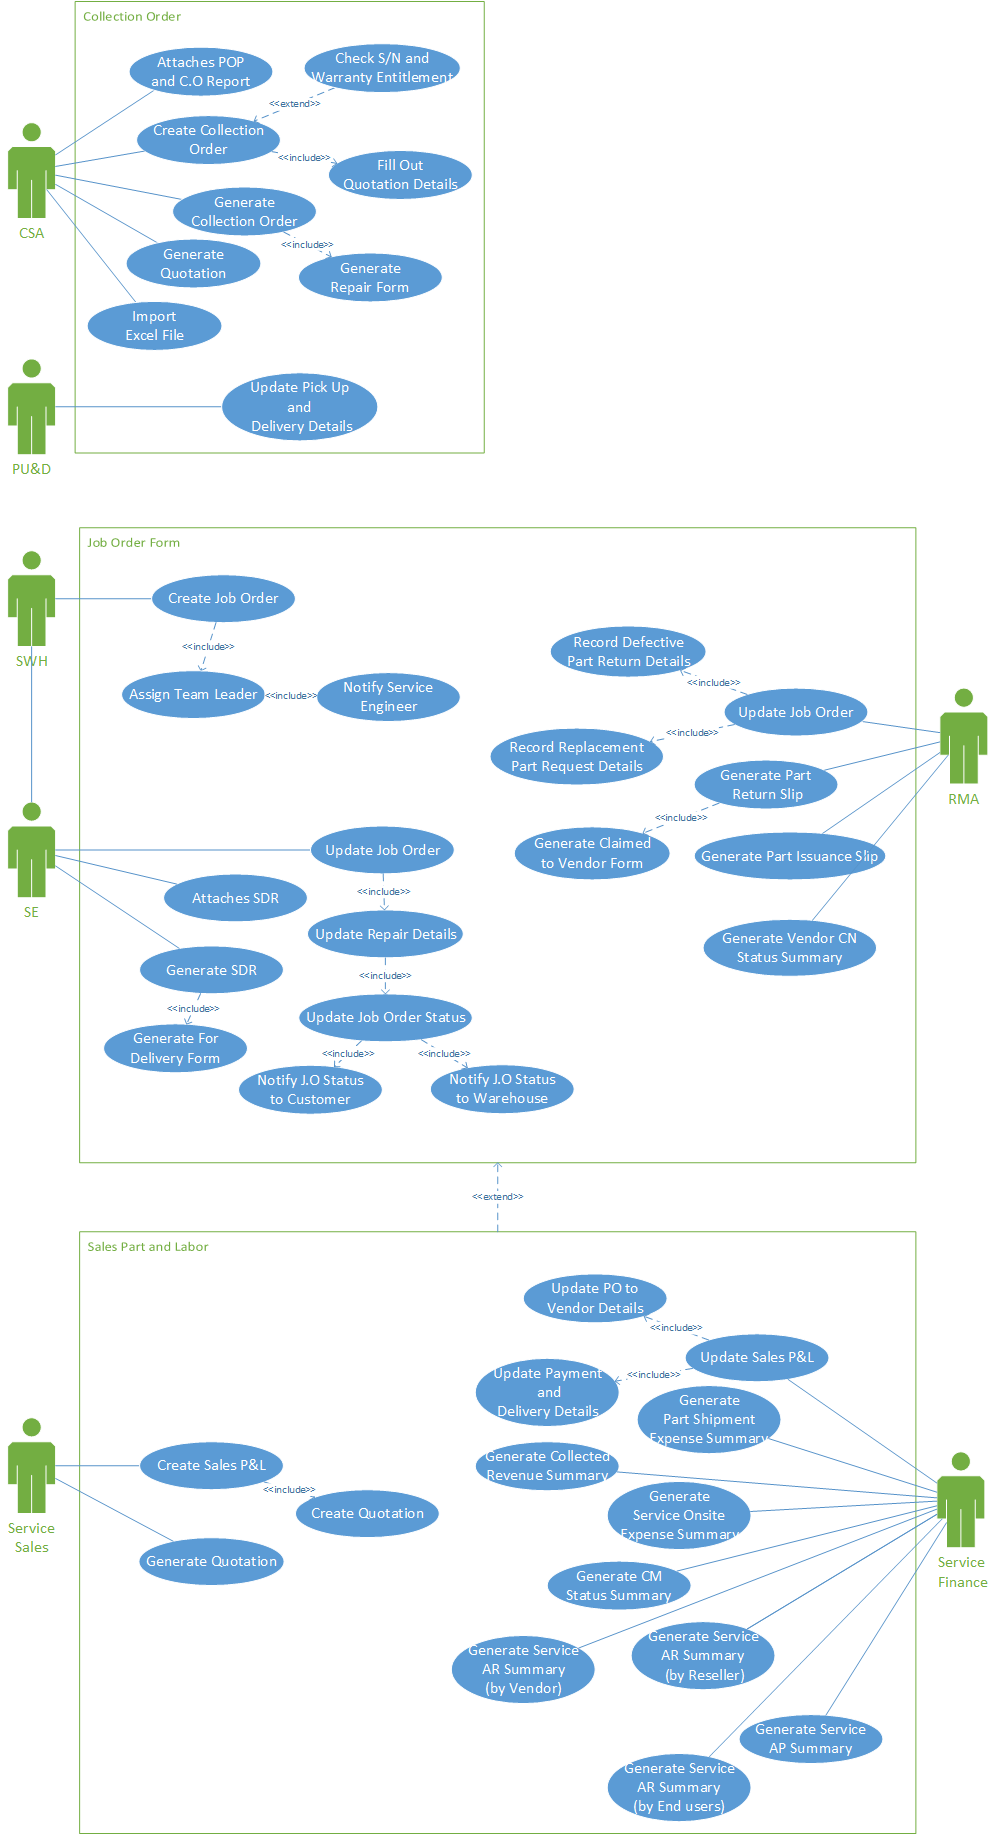 Collection Order
Attaches POP
and C.O Report
Check S/N and
Warranty Entitlement
<<extend>>
Create Collection
Order
<<include>>
Fill Out
Quotation Details
Generate
Collection Order
<<include>>
CSA
Generate
Quotation
Generate
Repair Form
Import
Excel File
Update Pick Up
and
Delivery Details
PU&D
Job Order Form
Create Job Order
<<include>>
SWH
Assign Team Leader
<<include>>
Notify Service
Engineer
Record Defective
Part Return Details
<<include>>
Update Job Order
<<include>>
Record Replacement
Part Request Details
Generate Part
Return Slip
RMA
<<include>>
Generate Claimed
to Vendor Form
Generate Part Issuance Slip
Generate Vendor CN
Status Summary
Update Job Order
<<include>>
Attaches SDR
SE
Update Repair Details
<<include>>
Generate SDR
<<include>>
Update Job Order Status
Generate For
Delivery Form
<<include>>
<<include>>
Notify J.O Status
to Customer
Notify J.O Status
to Warehouse
<<extend>>
Sales Part and Labor
Update PO to
Vendor Details
<<include>>
Update Sales P&L
<<include>>
Update Payment
and
Delivery Details
Generate
Part Shipment
Expense Summary
Generate Collected
Revenue Summary
Create Sales P&L
<<include>>
Create Quotation
Generate
Service Onsite
Expense Summary
Service
Sales
Generate Quotation
Service
Finance
Generate CM
Status Summary
Generate Service
AR Summary
(by Vendor)
Generate Service
AR Summary
(by Reseller)
Generate Service
AP Summary
Generate Service
AR Summary
(by End users)